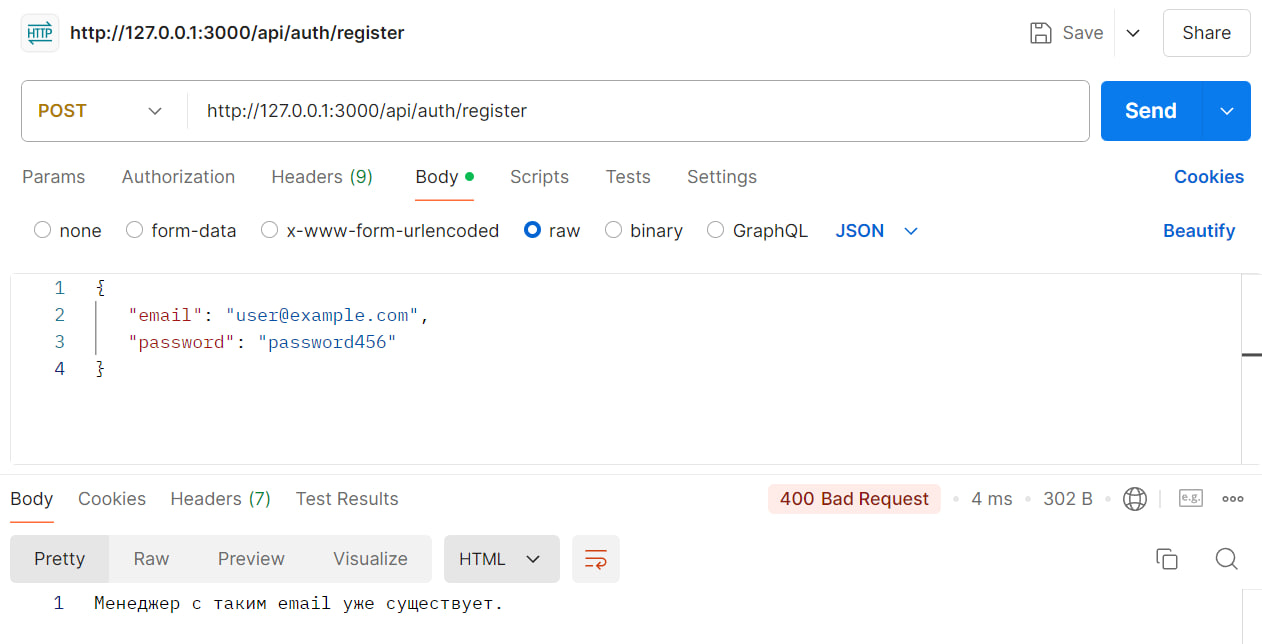 HTTP http://127.0.0.1:3000/api/auth/register Save Share
POST http://127.0.0.1:3000/api/auth/register Send
Params Authorization Headers (9) Body Scripts Tests Settings Cookies
none form-data x-www-form-urlencoded raw binary GraphQL JSON Beautify
1 {
2 "email": "user@example.com",
3 "password": "password456"
4 }
Body Cookies Headers (7) Test Results 400 Bad Request 4 ms 302 B e.g.
Pretty Raw Preview Visualize HTML
1 Менеджер с таким email уже существует.